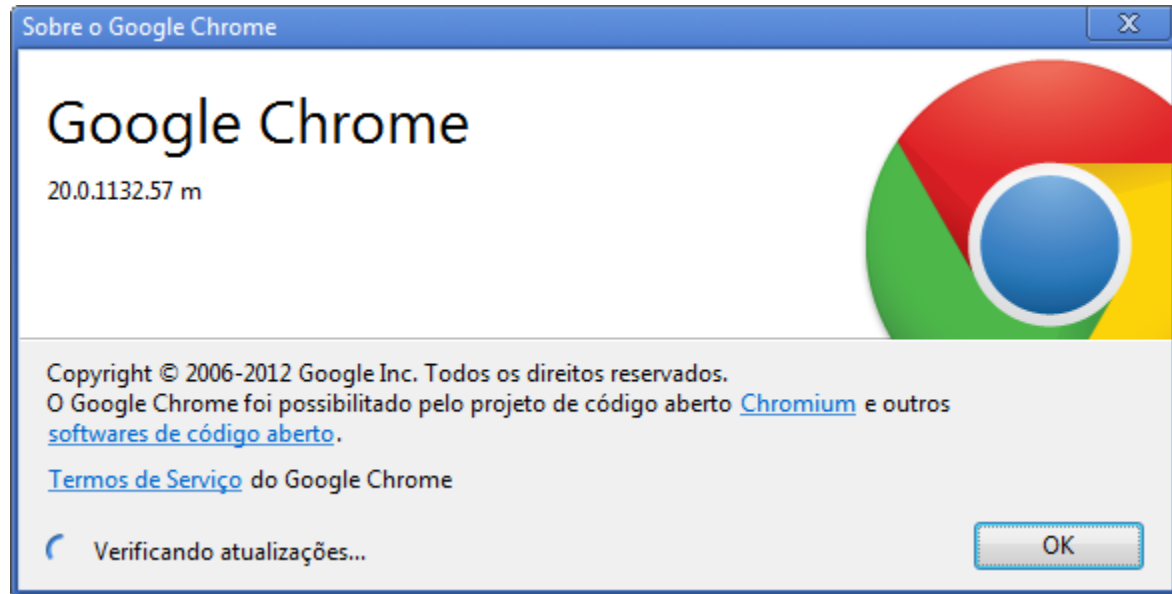 Sobre o Google Chrome
Google Chrome
20.0.1132.57 m
Copyright © 2006-2012 Google Inc. Todos os direitos reservados.
O Google Chrome foi possibilitado pelo projeto de código aberto Chromium e outros
softwares de código aberto.
Termos de Serviço do Google Chrome
Verificando atualizações...
OK